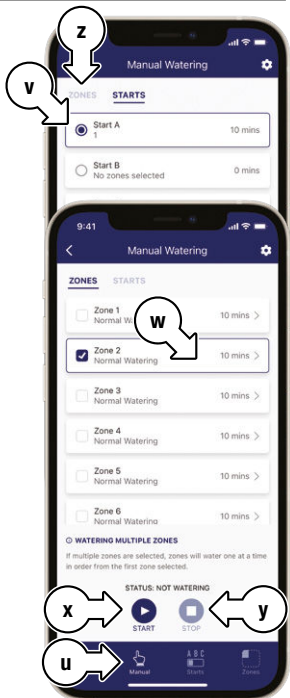 z
Manual Watering
v
ZONES STARTS
Start A
1
10 mins
Start B
No zones selected
0 mins
9:41
Manual Watering
ZONES STARTS
Zone 1
Normal
10 mins >
w
Zone 2
Normal Watering
10 mins >
Zone 3
Normal Watering
10 mins >
Zone 4
Normal Watering
10 mins >
Zone 5
Normal Watering
10 mins >
Zone 6
Normal Watering
10 mins >
WATERING MULTIPLE ZONES
If multiple zones are selected, zones will water one at a time
in order from the first zone selected.
STATUS: NOT WATERING
x
y
START STOP
u
A B C
Manual Starts Zones